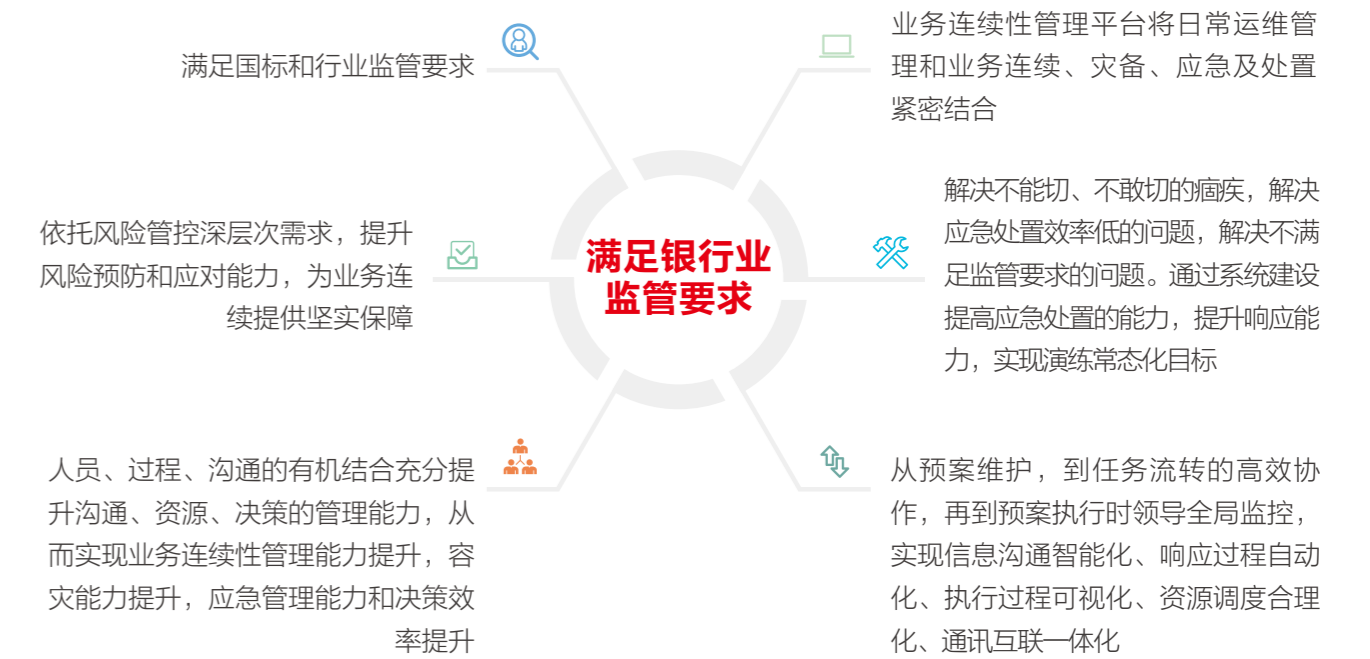 满足国标和行业监管要求
依托风险管控深层次需求，提升
风险预防和应对能力，为业务连
续提供坚实保障
人员、过程、沟通的有机结合充分提
升沟通、资源、决策的管理能力，从
而实现业务连续性管理能力提升，容
灾能力提升，应急管理能力和决策效
率提升
满足银行业
监管要求
业务连续性管理平台将日常运维管
理和业务连续、灾备、应急及处置
紧密结合
解决不能切、不敢切的痼疾，解决
应急处置效率低的问题，解决不满
足监管要求的问题。通过系统建设
提高应急处置的能力，提升响应能
力，实现演练常态化目标
从预案维护，到任务流转的高效协
作，再到预案执行时领导全局监控，
实现信息沟通智能化、响应过程自动
化、执行过程可视化、资源调度合理
化、通讯互联一体化